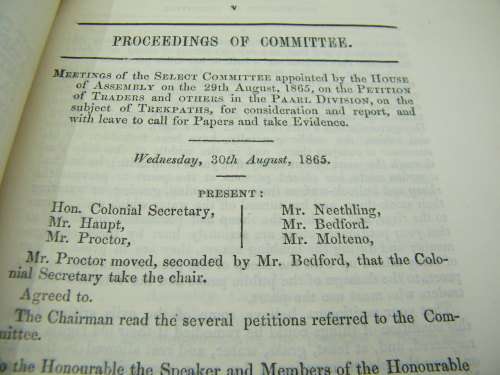 v
PROCEEDINGS OF COMMITTEE.
MEETINGS of the SELECT COMMITTEE appointed by the HOUSE
of ASSEMBLY on the 29th August, 1865, on the PETITION
of TRADERS and OTHERS in the PAARL DIVISION, on the
subject of TREKPATHS, for consideration and report, and
with leave to call for Papers and take Evidence.
Wednesday, 30th August, 1865.
PRESENT:
Hon. Colonial Secretary,
Mr. Haupt,
Mr. Proctor,
Mr. Neethling,
Mr. Bedford.
Mr. Molteno,
Mr. Proctor moved, seconded by Mr. Bedford, that the Colo-
nial Secretary take the chair.
Agreed to.
The Chairman read the several petitions referred to the Com-
mittee.
to the Honourable the Speaker and Members of the Honourable